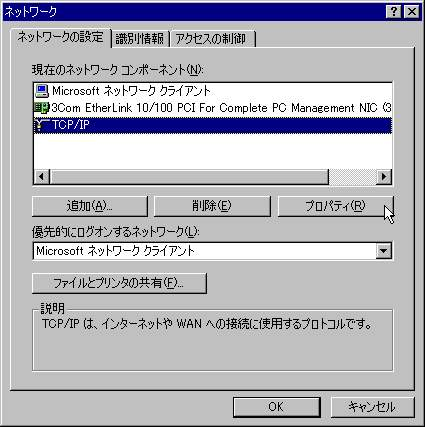 ネットワーク
ネットワークの設定 識別情報 アクセスの制御
現在のネットワーク コンポーネント(N):
Microsoft ネットワーク クライアント
3Com EtherLink 10/100 PCI For Complete PC Management NIC (3
TCP/IP
追加(A)... 削除(E) プロパティ(R)
優先的にログオンするネットワーク(L):
Microsoft ネットワーク クライアント
ファイルとプリンタの共有(F)...
説明
TCP/IP は、インターネットや WAN への接続に使用するプロトコルです。
OK キャンセル